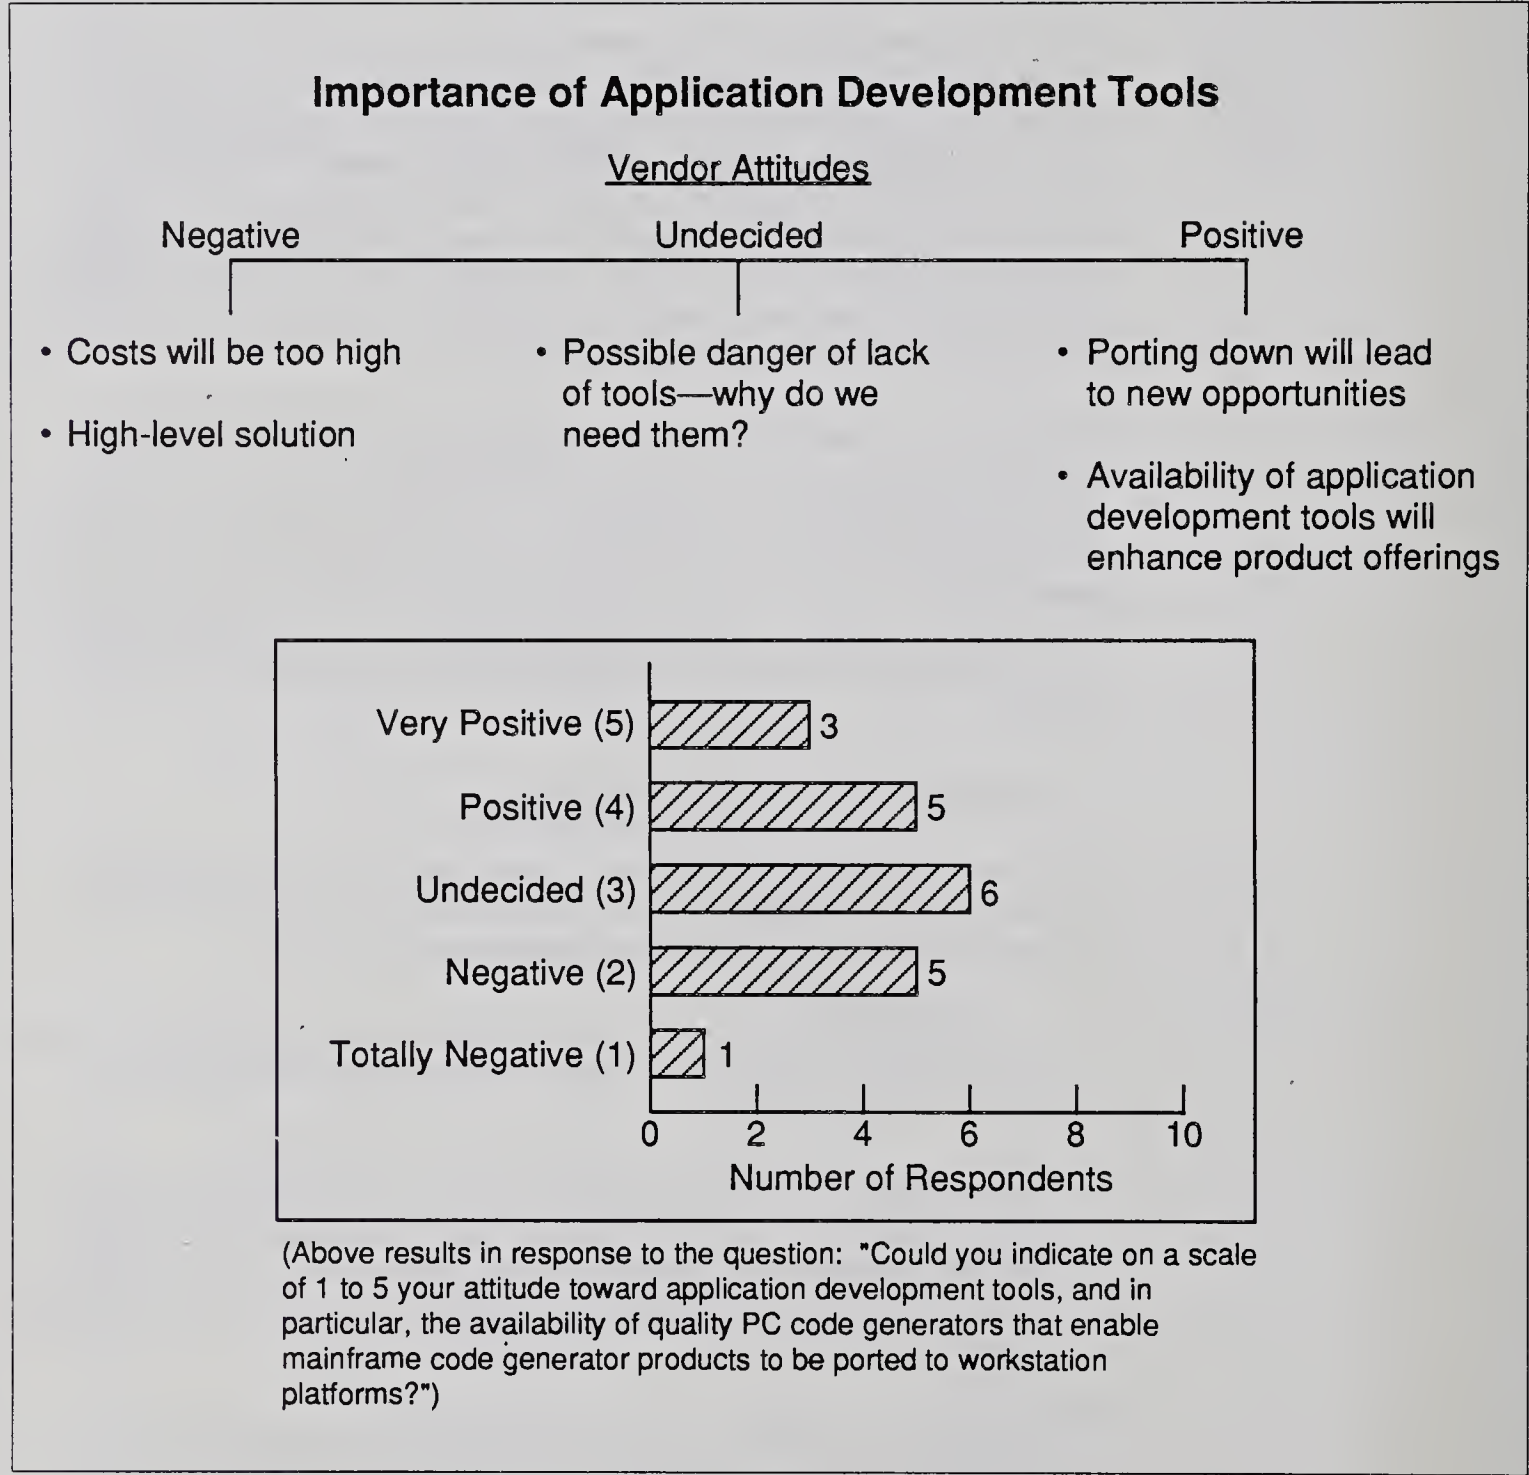 Importance of Application Development Tools
Vendor Attitudes
Negative
Undecided
Positive
• Costs will be too high
• High-level solution
• Possible danger of lack
of tools—why do we
need them?
• Porting down will lead
to new opportunities
• Availability of application
development tools will
enhance product offerings
Very Positive (5) 3
Positive (4) 5
Undecided (3) 6
Negative (2) 5
Totally Negative (1) 1
0 2 4 6 8 10
Number of Respondents
(Above results in response to the question: "Could you indicate on a scale
of 1 to 5 your attitude toward application development tools, and in
particular, the availability of quality PC code generators that enable
mainframe code generator products to be ported to workstation
platforms?")